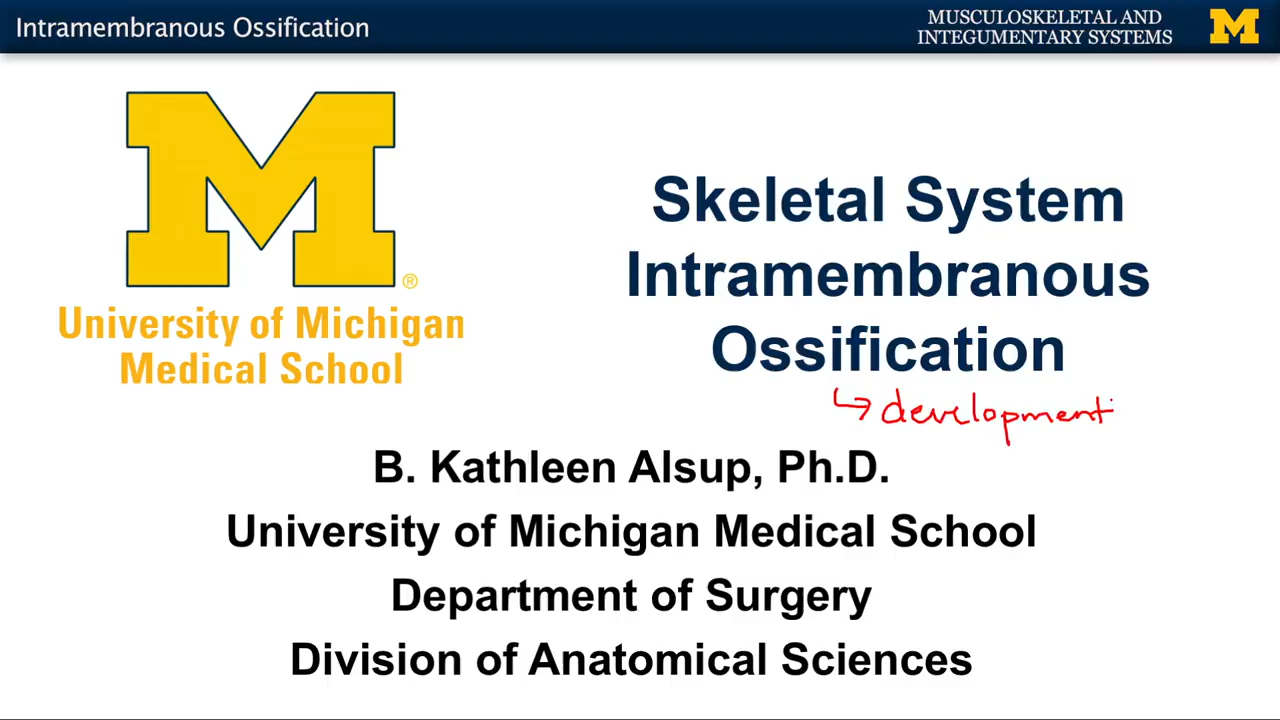 Intramembranous Ossification
MUSCULOSKELETAL AND
INTEGUMENTARY SYSTEMS
M
M
®
University of Michigan
Medical School
Skeletal System
Intramembranous
Ossification
↳ development
B. Kathleen Alsup, Ph.D.
University of Michigan Medical School
Department of Surgery
Division of Anatomical Sciences